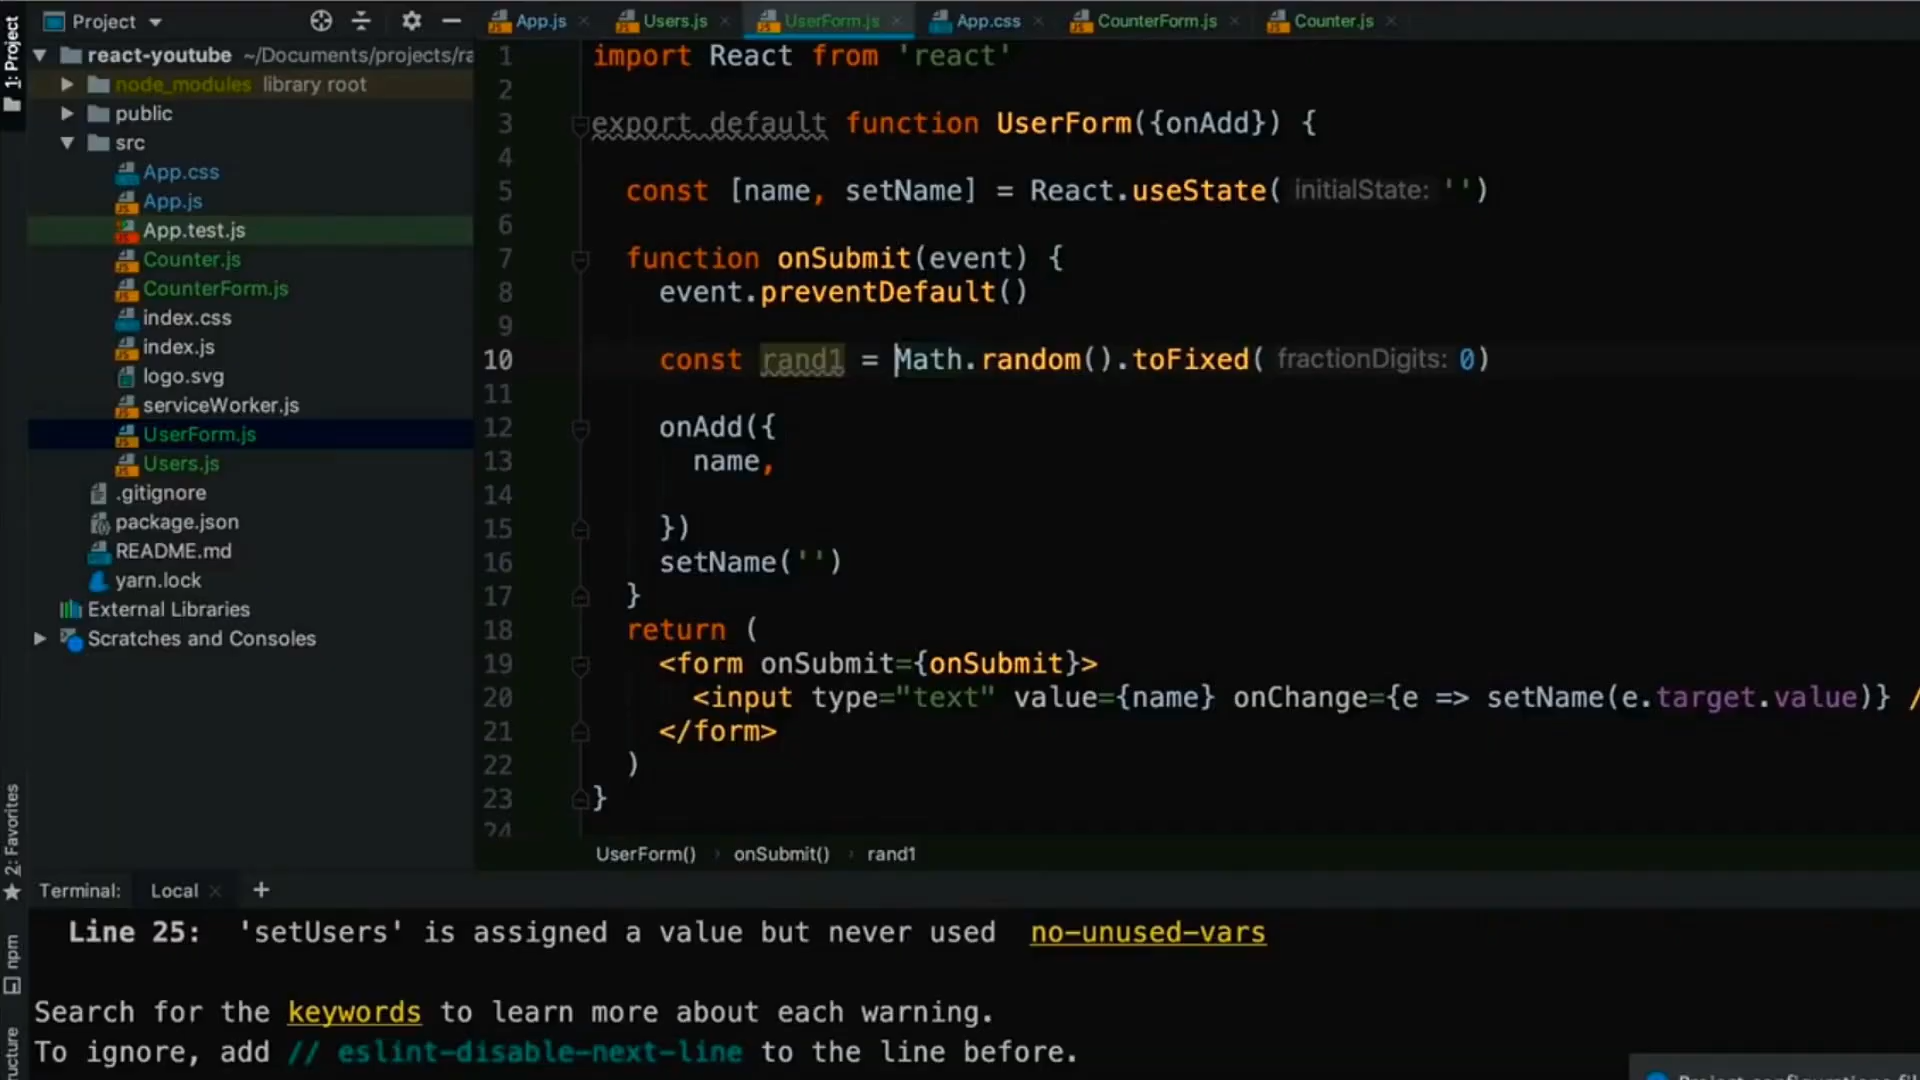 1: Project
Project
react-youtube ~/Documents/projects/ra
node_modules library root
public
src
App.css
App.js
App.test.js
Counter.js
CounterForm.js
index.css
index.js
logo.svg
serviceWorker.js
UserForm.js
Users.js
.gitignore
package.json
README.md
yarn.lock
External Libraries
Scratches and Consoles
2: Favorites
npm
App.js Users.js UserForm.js App.css CounterForm.js Counter.js
1 import React from 'react'
2
3 export default function UserForm({onAdd}) {
4
5 const [name, setName] = React.useState( initialState: '')
6
7 function onSubmit(event) {
8 event.preventDefault()
9
10 const rand1 = Math.random().toFixed( fractionDigits: 0)
11
12 onAdd({
13 name,
14
15 })
16 setName('')
17 }
18 return (
19 <form onSubmit={onSubmit}>
20 <input type="text" value={name} onChange={e => setName(e.target.value)} /
21 </form>
22 )
23 }
24
UserForm() › onSubmit() › rand1
Terminal: Local +
Line 25: 'setUsers' is assigned a value but never used no-unused-vars
Search for the keywords to learn more about each warning.
To ignore, add // eslint-disable-next-line to the line before.